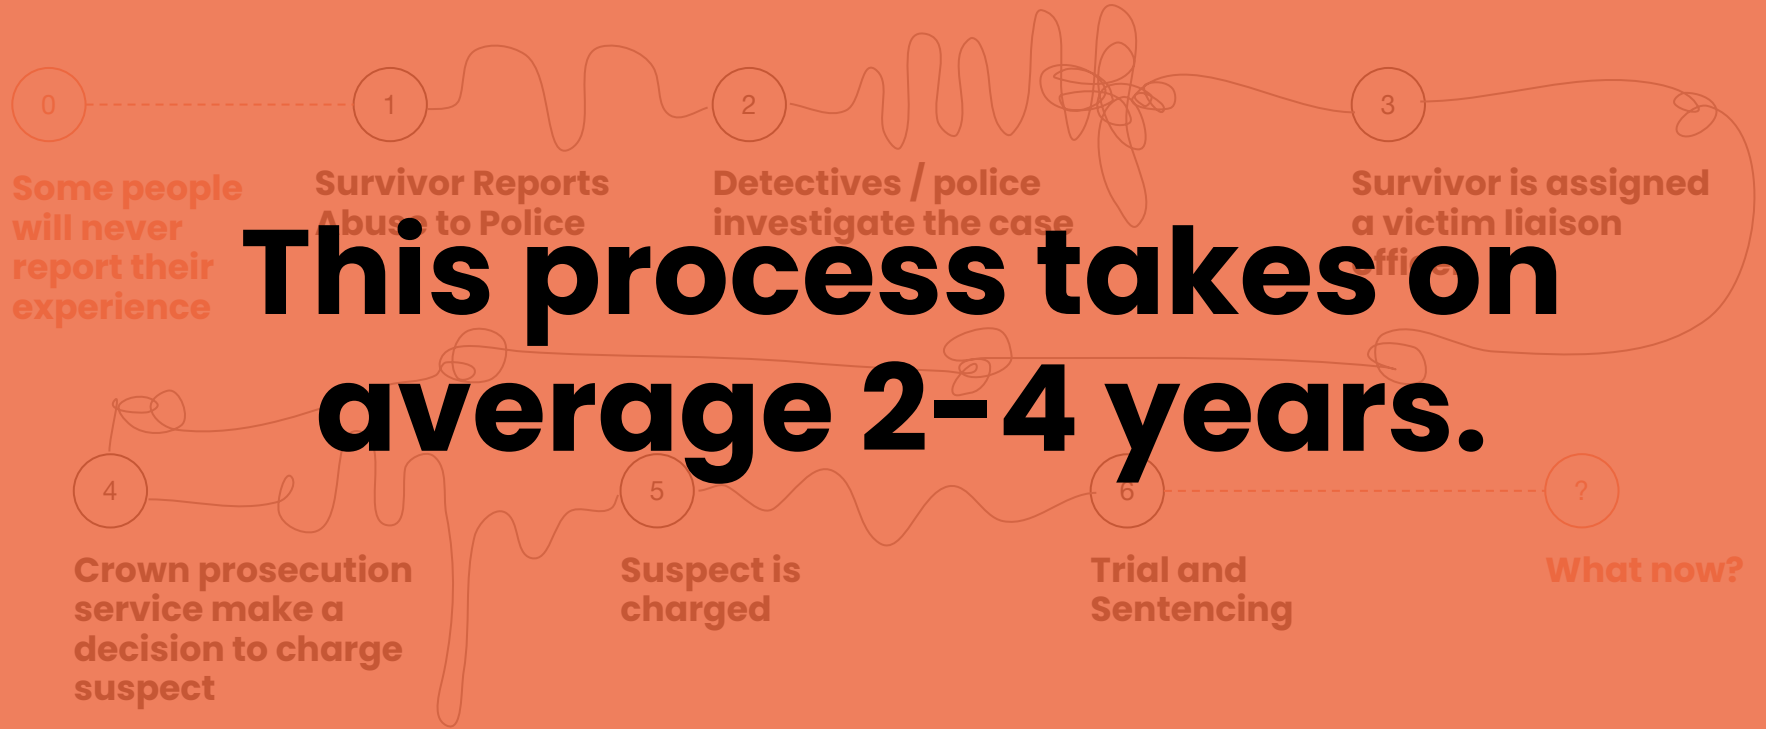 0
1
2
3
Some people
will never
report their
experience
Survivor Reports
Abuse to Police
Detectives / police
investigate the case
Survivor is assigned
a victim liaison
officer
This process takes on
average 2-4 years.
4
5
6
?
Crown prosecution
service make a
decision to charge
suspect
Suspect is
charged
Trial and
Sentencing
What now?